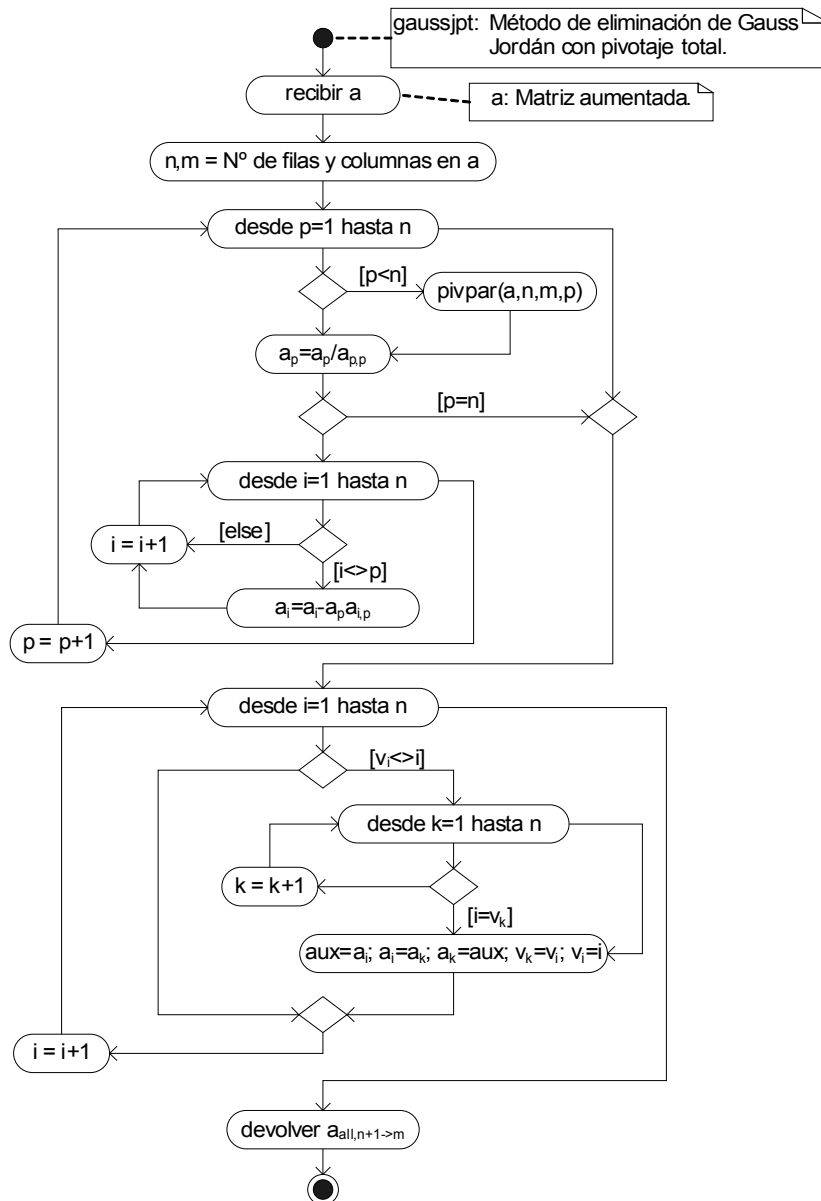 gaussjpt: Método de eliminación de Gauss
Jordán con pivotaje total.
recibir a
a: Matriz aumentada.
n,m = Nº de filas y columnas en a
desde p=1 hasta n
[p<n]
pivpar(a,n,m,p)
aₚ=aₚ/aₚ,ₚ
[p=n]
desde i=1 hasta n
[else]
i = i+1
[i<>p]
aᵢ=aᵢ-aₚaᵢ,ₚ
p = p+1
desde i=1 hasta n
[vᵢ<>i]
desde k=1 hasta n
k = k+1
[i=vₖ]
aux=aᵢ; aᵢ=aₖ; aₖ=aux; vₖ=vᵢ; vᵢ=i
i = i+1
devolver a all,n+1->m